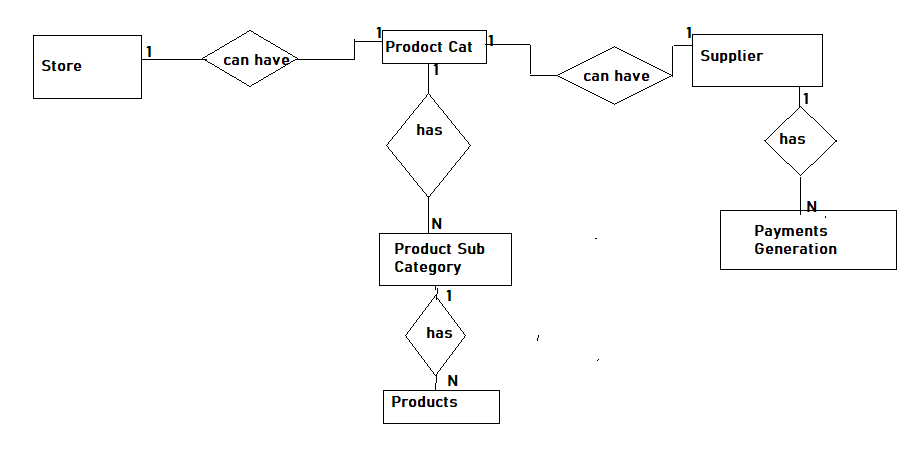 Store
1
can have
1
Prodoct Cat
1
can have
1
Supplier
1
has
N
Product Sub
Category
1
has
N
Products
1
has
N
Payments
Generation